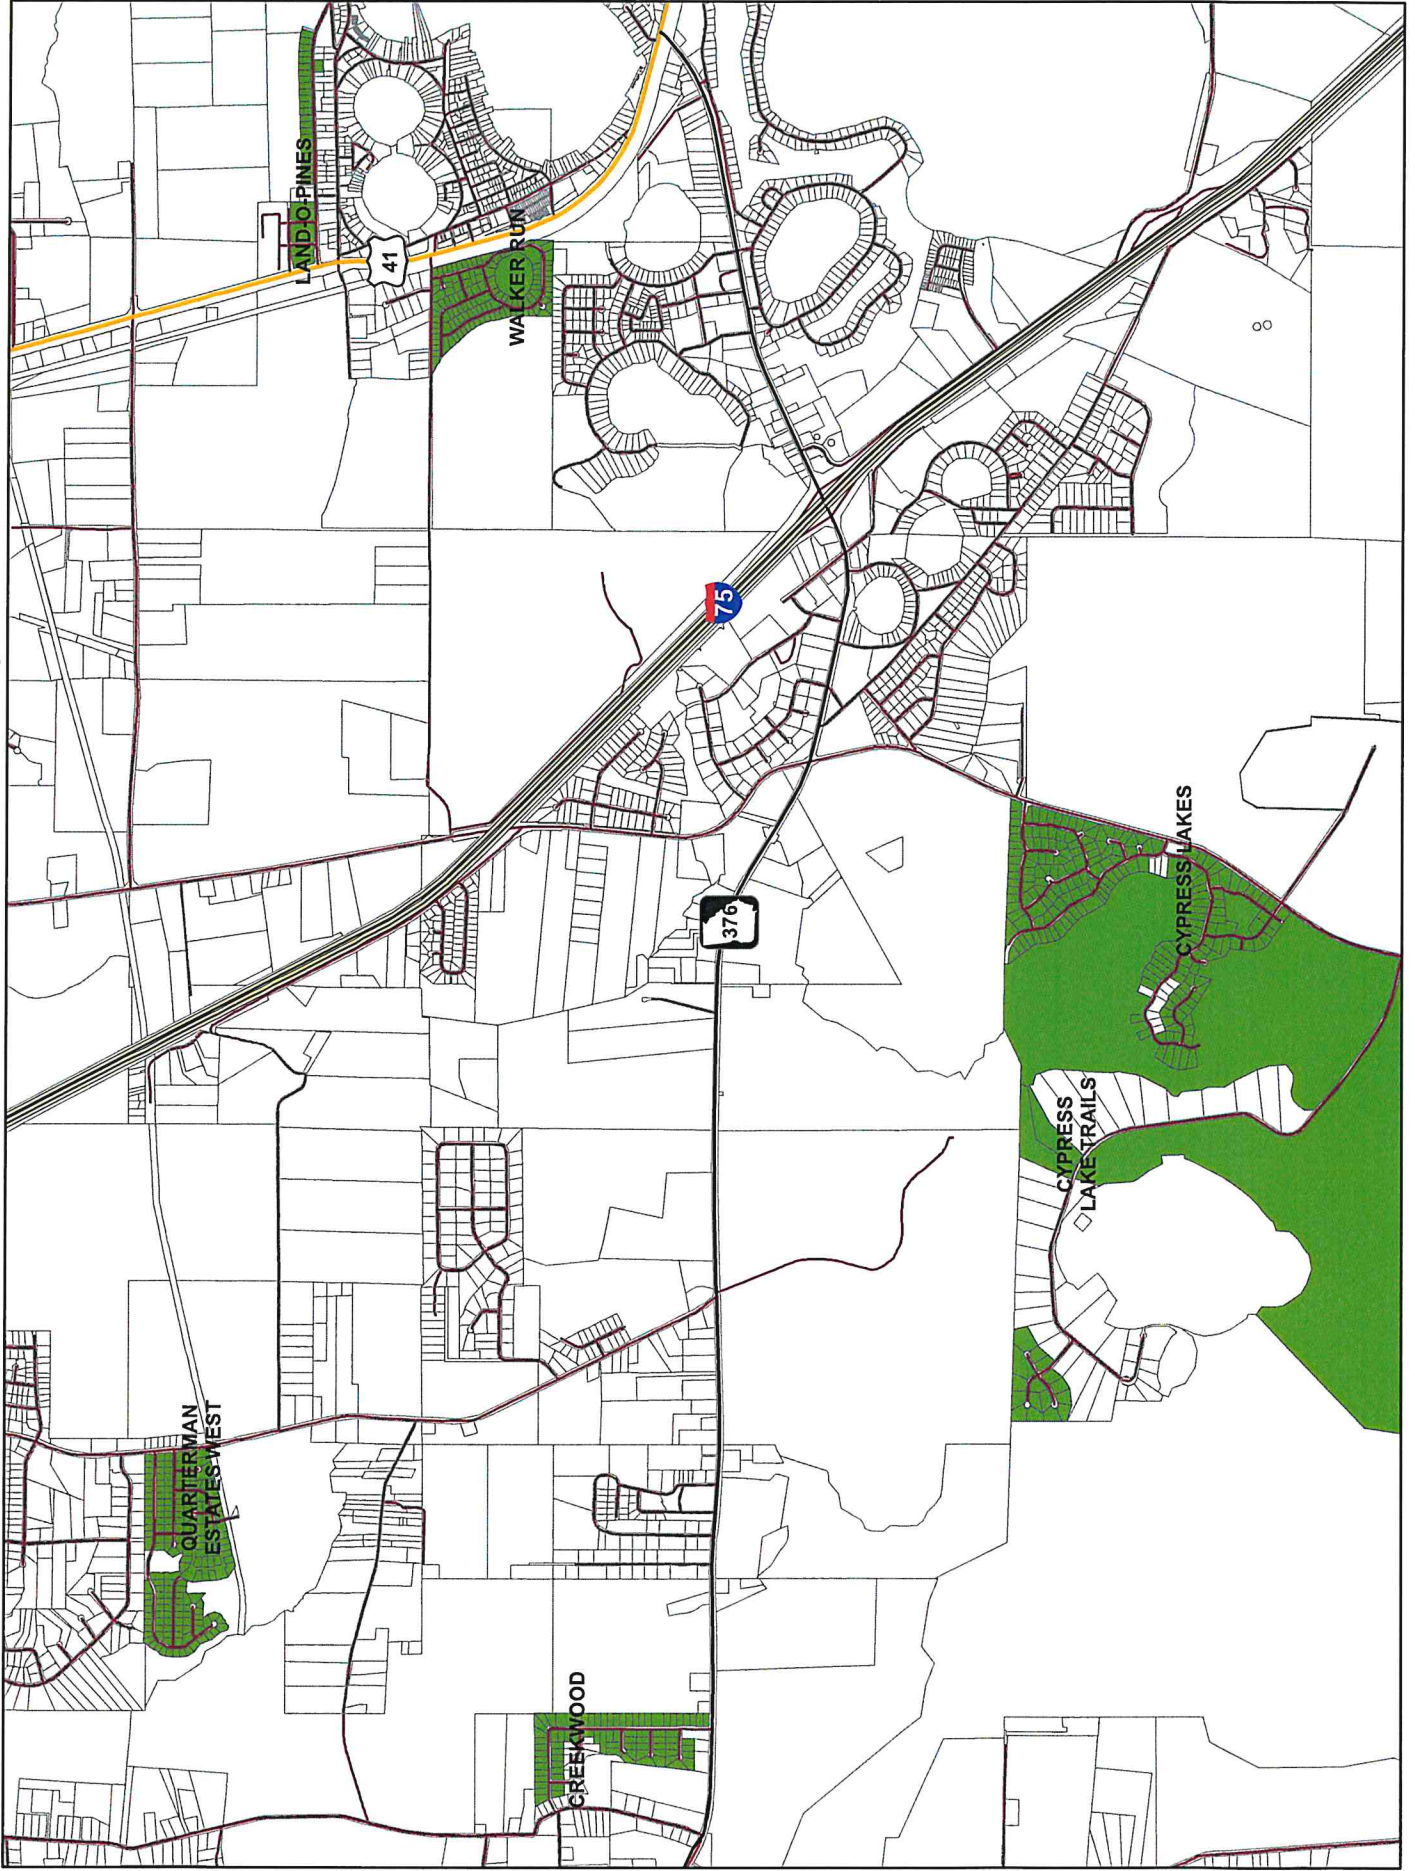 QUARTERMAN
ESTATES WEST
CREEKWOOD
376
75
41
LAND-O-PINES
WALKER RUN
CYPRESS
LAKE TRAILS
CYPRESS LAKES